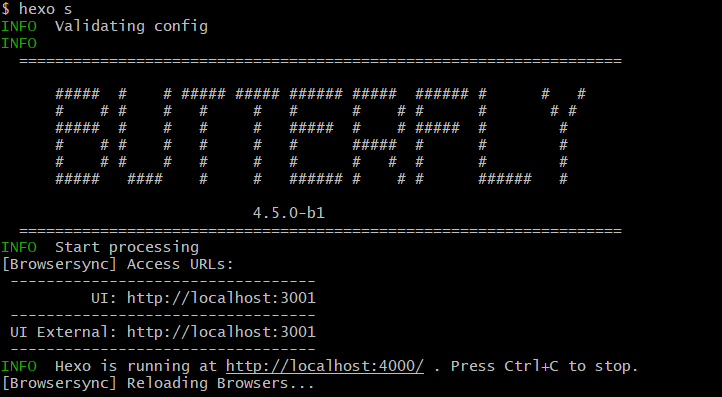 $ hexo s
INFO  Validating config
INFO
  ===================================================================
      #####  #    # ##### ##### ###### #####  ###### #      #   #
      #    # #    #   #     #   #      #    # #      #       # #
      #####  #    #   #     #   #####  #    # #####  #        #
      #    # #    #   #     #   #      #####  #      #        #
      #    # #    #   #     #   #      #   #  #      #        #
      #####   ####    #     #   ###### #    # #      ######   #
                            4.5.0-b1
  ===================================================================
INFO  Start processing
[Browsersync] Access URLs:
 ----------------------------------
          UI: http://localhost:3001
 ----------------------------------
 UI External: http://localhost:3001
 ----------------------------------
INFO  Hexo is running at http://localhost:4000/ . Press Ctrl+C to stop.
[Browsersync] Reloading Browsers...